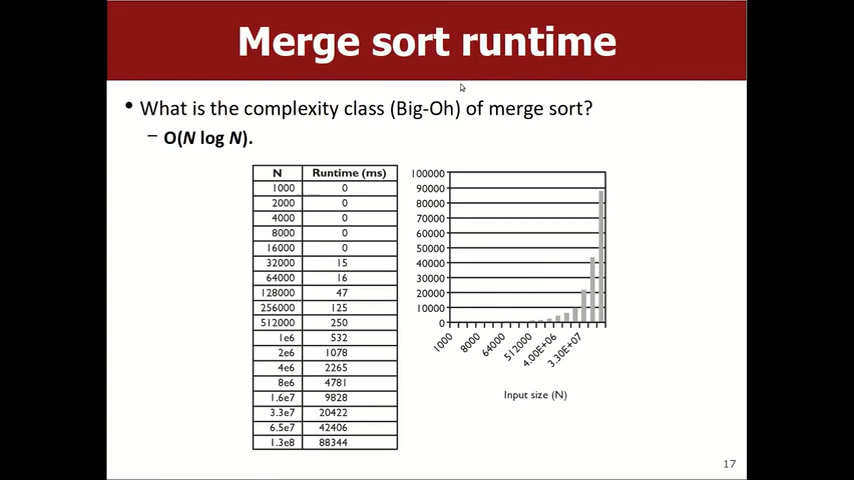 Merge sort runtime
• What is the complexity class (Big-Oh) of merge sort?
– O(N log N).
N Runtime (ms)
1000 0
2000 0
4000 0
8000 0
16000 0
32000 15
64000 16
128000 47
256000 125
512000 250
1e6 532
2e6 1078
4e6 2265
8e6 4781
1.6e7 9828
3.3e7 20422
6.5e7 42406
1.3e8 88344
100000
90000
80000
70000
60000
50000
40000
30000
20000
10000
0
1000
8000
64000
512000
4.00E+06
3.30E+07
Input size (N)
17